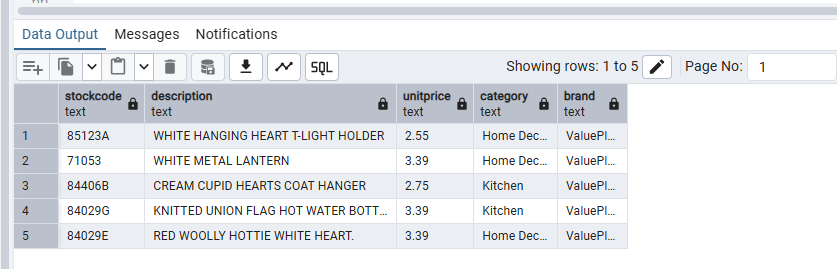 Data Output Messages Notifications
SQL Showing rows: 1 to 5 Page No: 1
stockcode description unitprice category brand
text text text text text
1 85123A WHITE HANGING HEART T-LIGHT HOLDER 2.55 Home Dec... ValuePl...
2 71053 WHITE METAL LANTERN 3.39 Home Dec... ValuePl...
3 84406B CREAM CUPID HEARTS COAT HANGER 2.75 Kitchen ValuePl...
4 84029G KNITTED UNION FLAG HOT WATER BOTT... 3.39 Kitchen ValuePl...
5 84029E RED WOOLLY HOTTIE WHITE HEART. 3.39 Home Dec... ValuePl...